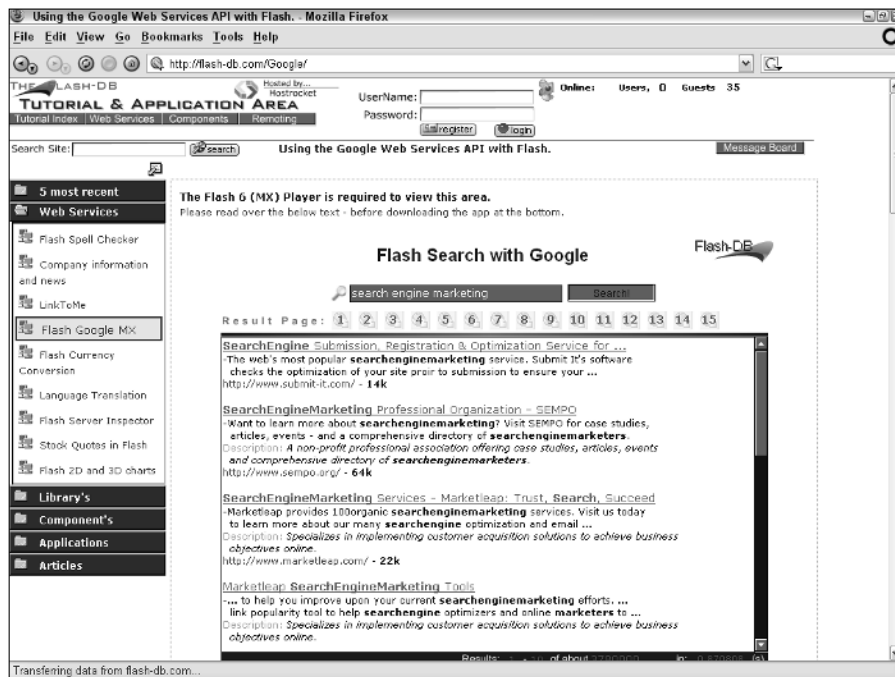 Using the Google Web Services API with Flash. - Mozilla Firefox
File Edit View Go Bookmarks Tools Help
http://flash-db.com/Google/
THE FLASH-DB
TUTORIAL & APPLICATION AREA
Hosted by...
Hostrocket
Tutorial Index Web Services Components Remoting
UserName:
Password:
register login
Online: Users, 0 Guests 35
Search Site: search
Using the Google Web Services API with Flash.
Message Board
5 most recent
Web Services
Flash Spell Checker
Company information
and news
LinkToMe
Flash Google MX
Flash Currency
Conversion
Language Translation
Flash Server Inspector
Stock Quotes in Flash
Flash 2D and 3D charts
Library's
Component's
Applications
Articles
The Flash 6 (MX) Player is required to view this area.
Please read over the below text - before downloading the app at the bottom.
Flash Search with Google
Flash-DB
search engine marketing Search!
Result Page: 1 2 3 4 5 6 7 8 9 10 11 12 13 14 15
SearchEngine Submission, Registration & Optimization Service for ...
-The web's most popular searchenginemarketing service. Submit It's software
checks the optimization of your site proir to submission to ensure your ...
http://www.submit-it.com/ - 14k
SearchEngineMarketing Professional Organization - SEMPO
-Want to learn more about searchenginemarketing? Visit SEMPO for case studies,
articles, events - and a comprehensive directory of searchenginemarketers.
Description: A non-profit professional association offering case studies, articles, events
and comprehensive directory of searchenginemarketers.
http://www.sempo.org/ - 64k
SearchEngineMarketing Services - Marketleap: Trust, Search, Succeed
-Marketleap provides 100organic searchenginemarketing services. Visit us today
to learn more about our many searchengine optimization and email ...
Description: Specializes in implementing customer acquisition solutions to achieve business
objectives online.
http://www.marketleap.com/ - 22k
Marketleap SearchEngineMarketing Tools
-... to help you improve upon your current searchenginemarketing efforts. ...
link popularity tool to help searchengine optimizers and online marketers to ...
Description: Specializes in implementing customer acquisition solutions to achieve business
objectives online.
Results: 1 - 10 of about in: (s)
Transferring data from flash-db.com...